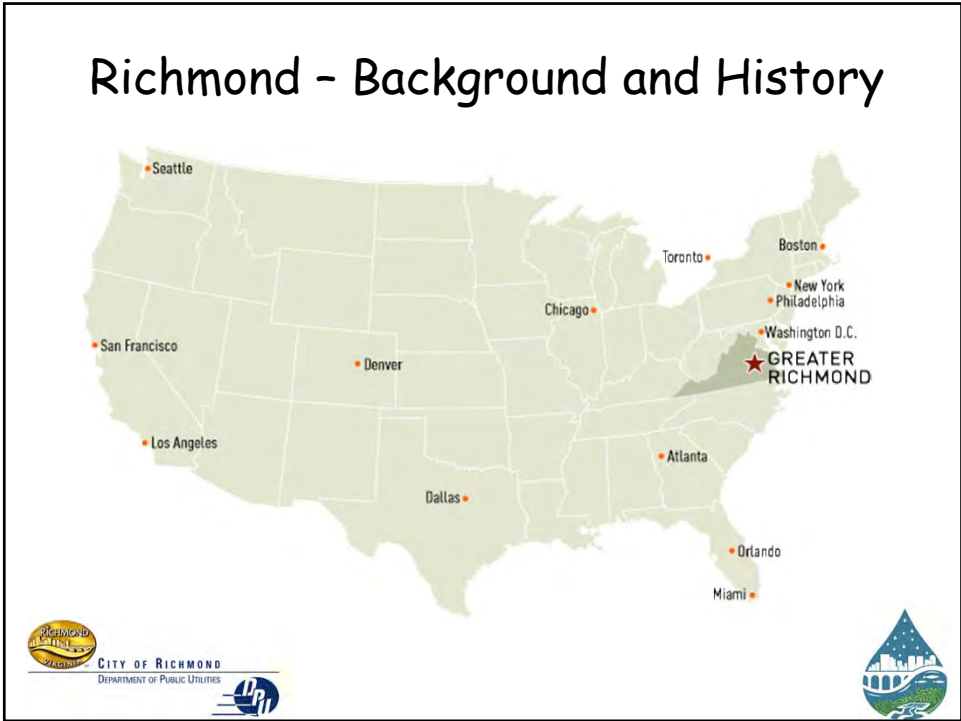 Richmond – Background and History
Seattle
Toronto
Boston
New York
Philadelphia
Chicago
Washington D.C.
San Francisco
Denver
GREATER
RICHMOND
Los Angeles
Atlanta
Dallas
Orlando
Miami
RICHMOND
VIRGINIA
CITY OF RICHMOND
DEPARTMENT OF PUBLIC UTILITIES
DPU